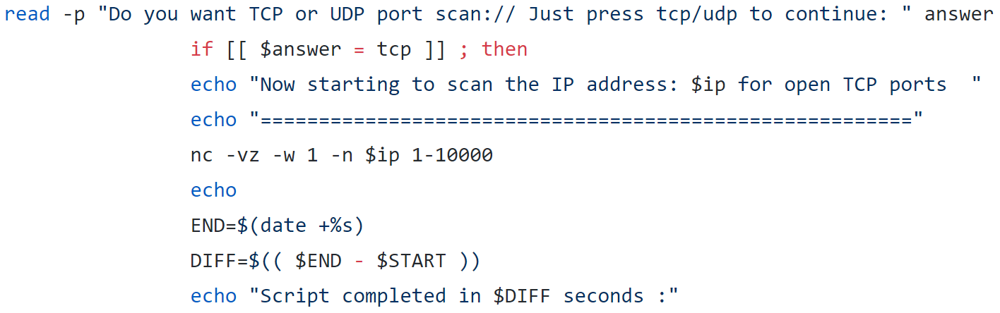 read -p "Do you want TCP or UDP port scan:// Just press tcp/udp to continue: " answer
if [[ $answer = tcp ]] ; then
echo "Now starting to scan the IP address: $ip for open TCP ports  "
echo "========================================================"
nc -vz -w 1 -n $ip 1-10000
echo
END=$(date +%s)
DIFF=$(( $END - $START ))
echo "Script completed in $DIFF seconds :"